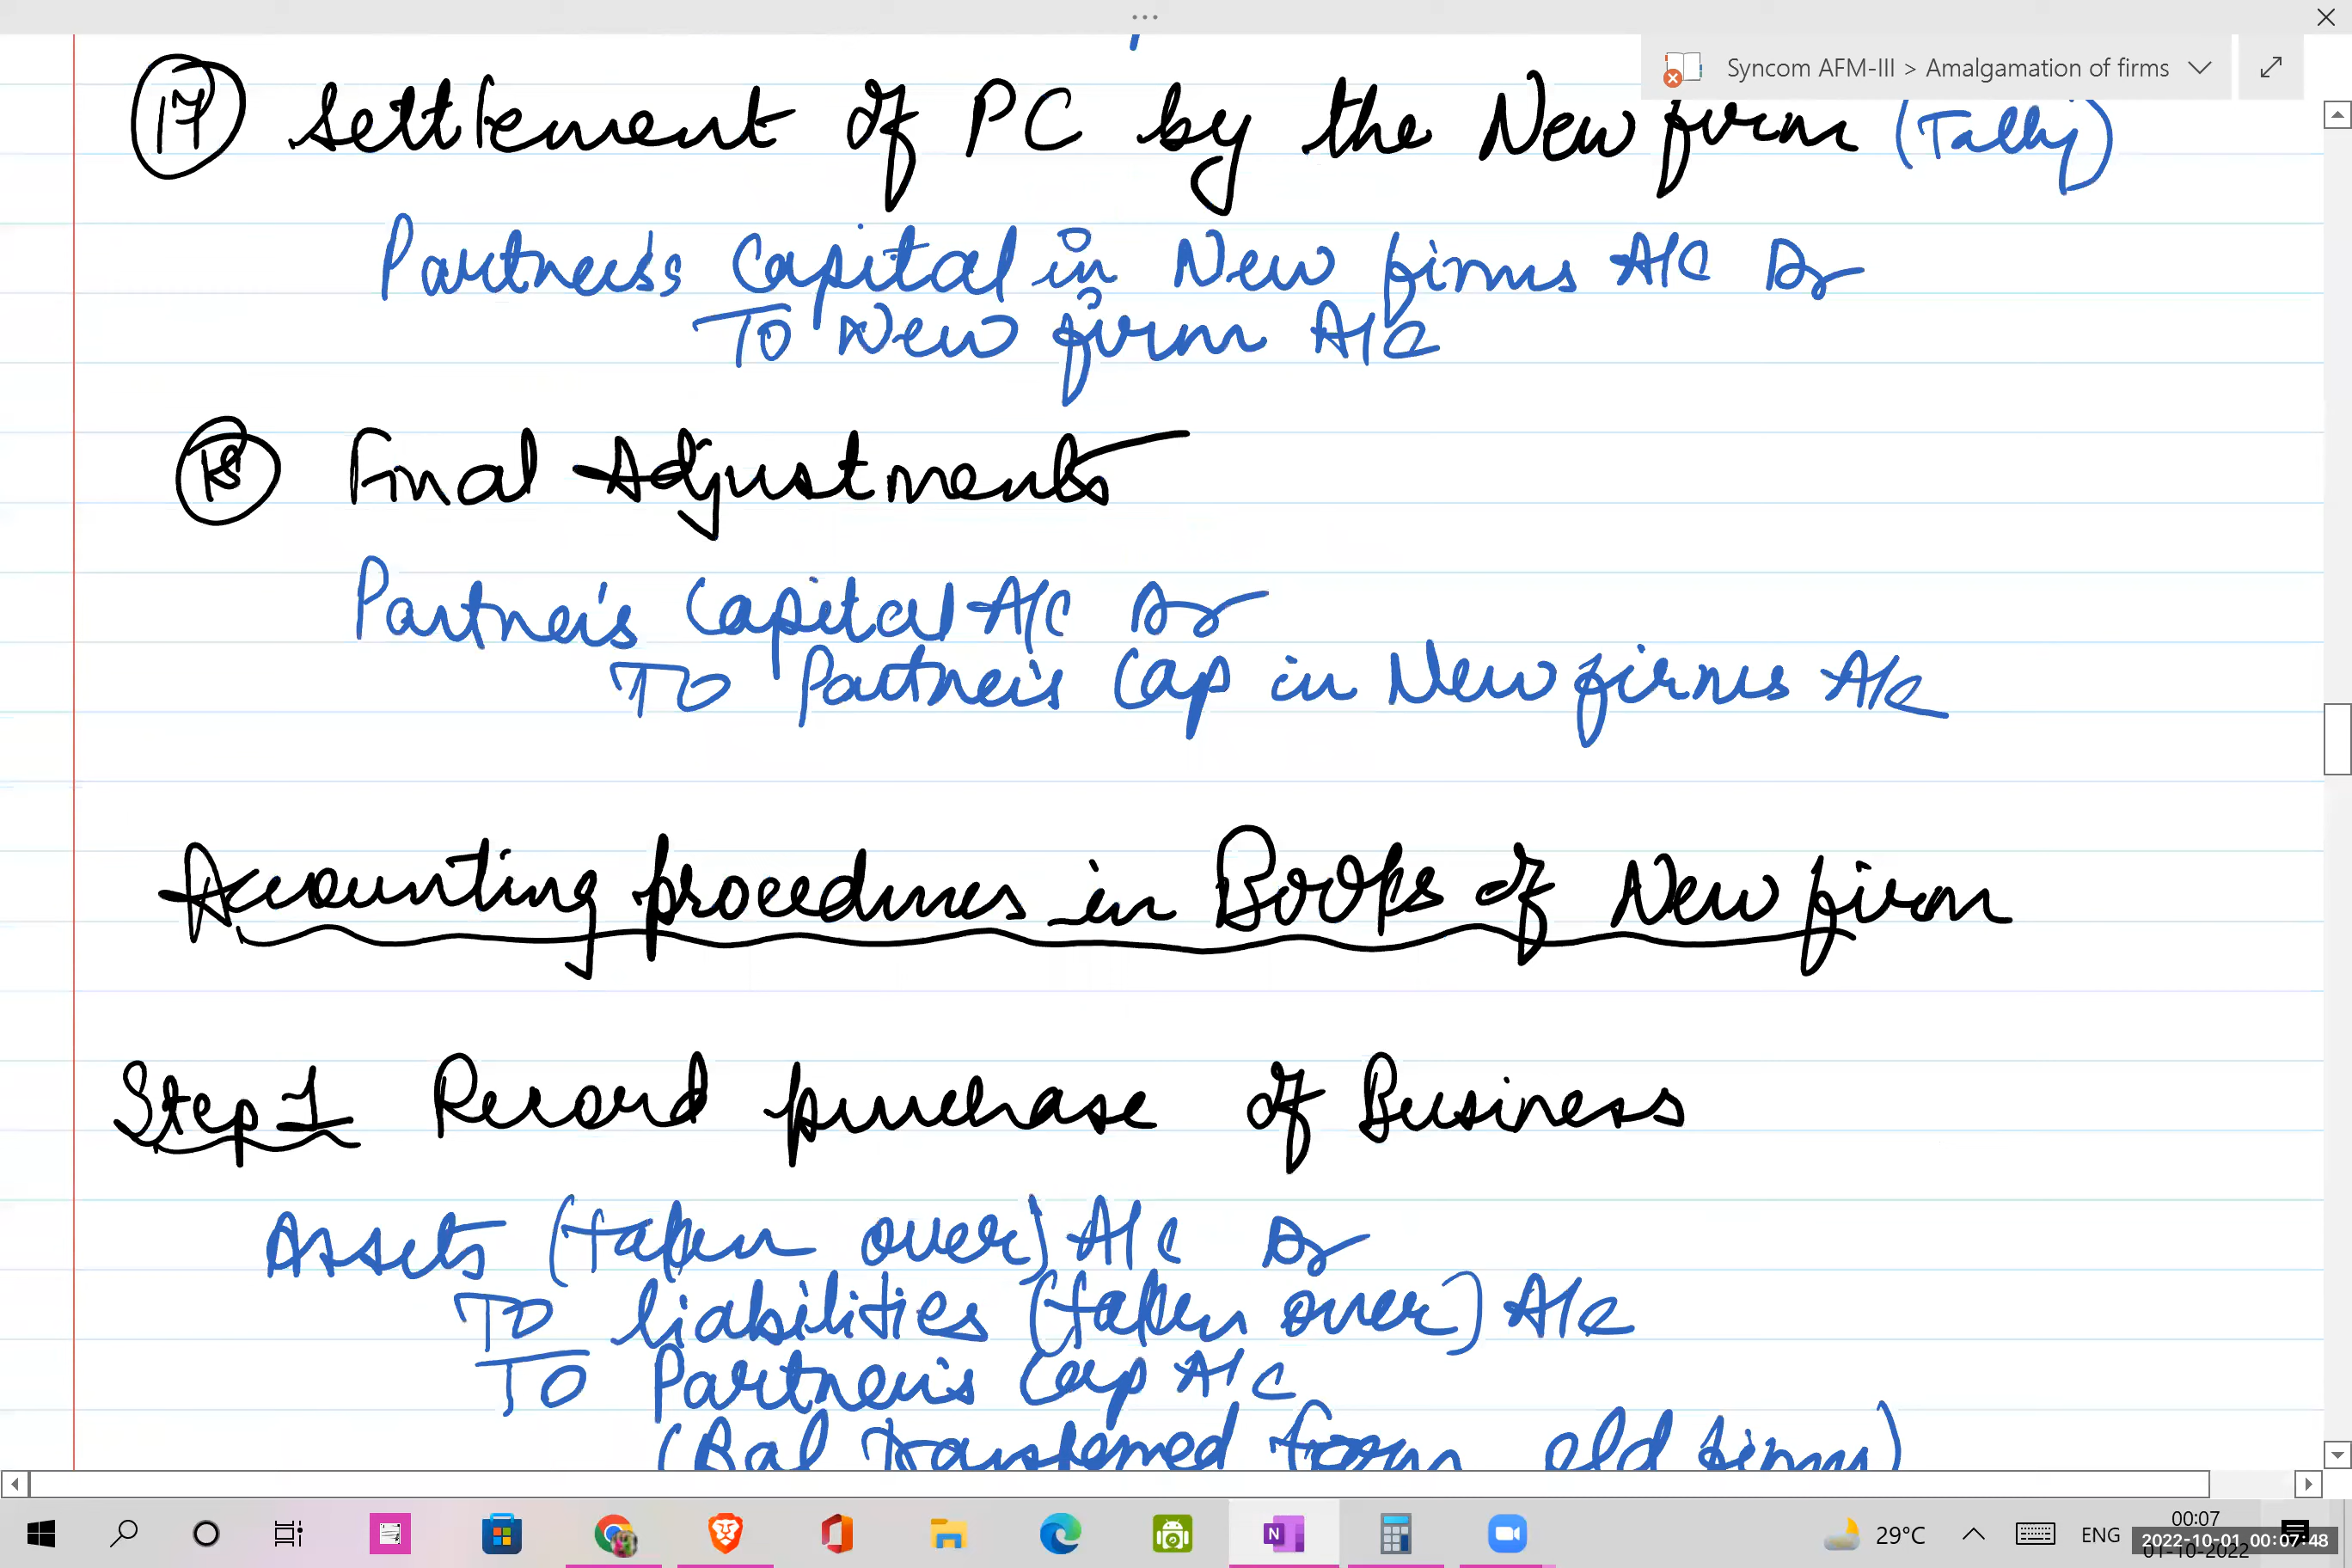 Syncom AFM-III > Amalgamation of firms
17 Settlement of PC by the New firm (Tally)
Partner's Capital in New firms A/C Dr
To New firm A/C
18 Final Adjustments
Partner's Capital A/C Dr
To Partner's Cap in New firms A/C
Accounting procedures in Books of New firm
Step 1 Record purchase of Business
Assets (taken over) A/C Dr
To liabilities (taken over) A/C
To Partner's Cap A/C
(Bal Transferred from old firms)
29°C
ENG
00:07
01-10-2022
2022-10-01 00:07:48